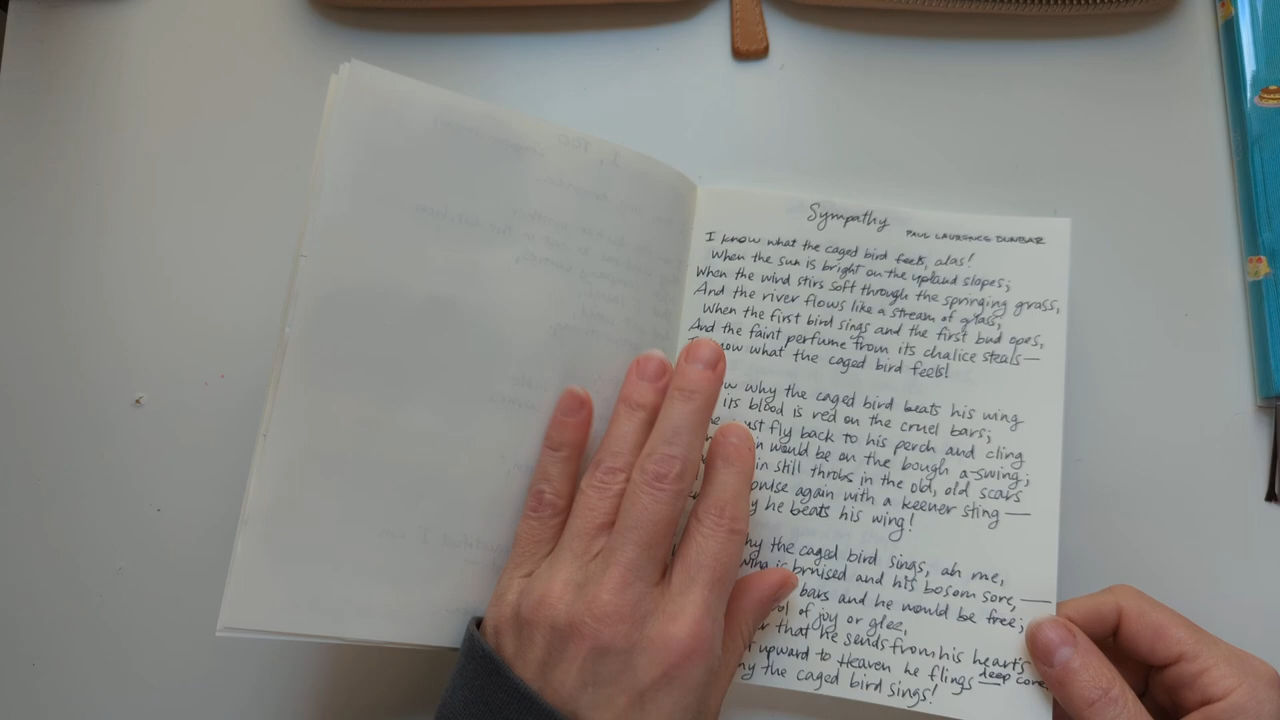 Sympathy
PAUL LAURENCE DUNBAR
I know what the caged bird feels, alas!
When the sun is bright on the upland slopes;
When the wind stirs soft through the springing grass,
And the river flows like a stream of glass;
When the first bird sings and the first bud opes,
And the faint perfume from its chalice steals—
know what the caged bird feels!
why the caged bird beats his wing
its blood is red on the cruel bars;
fly back to his perch and cling
would be on the bough a-swing;
still throbs in the old, old scars
pulse again with a keener sting—
he beats his wing!
the caged bird sings, ah me,
wing is bruised and his bosom sore,—
bars and he would be free;
of joy or glee,
that he sends from his heart's
deep core,
upward to Heaven he flings—
the caged bird sings!